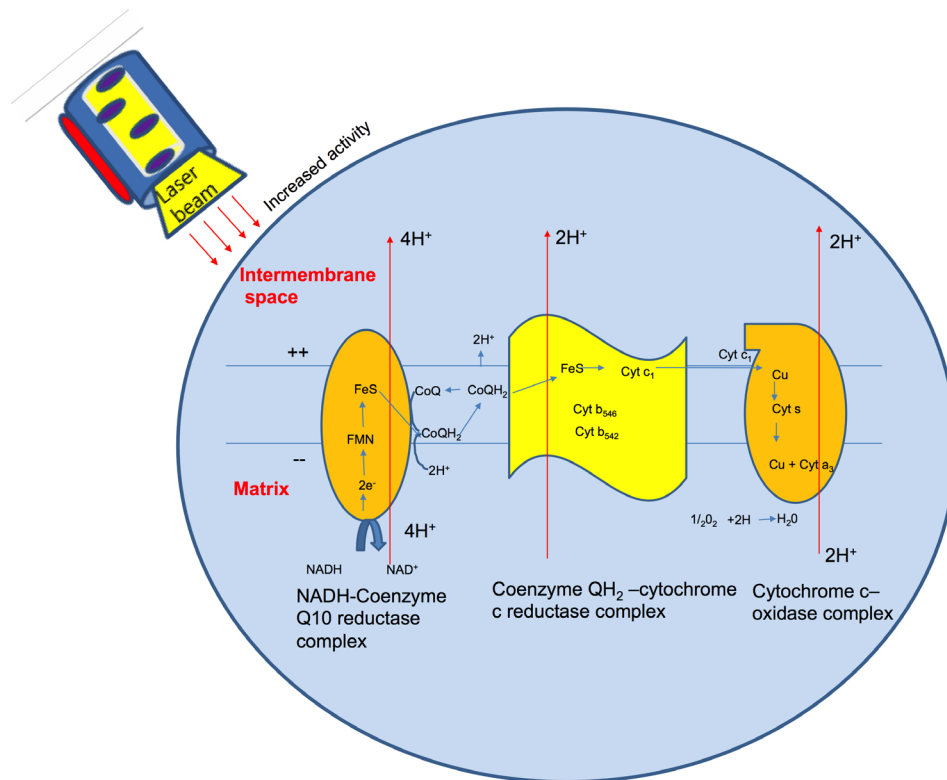 Laser
beam
Increased activity
4H⁺
2H⁺
2H⁺
Intermembrane
space
++
2H⁺
Cyt c₁
FeS
CoQ
CoQH₂
FeS
Cyt c₁
Cu
Cyt b₅₄₆
Cyt s
FMN
CoQH₂
Cyt b₅₄₂
--
2H⁺
Cu + Cyt a₃
Matrix
2e⁻
1/₂0₂ +2H
H₂0
4H⁺
2H⁺
NADH
NAD⁺
NADH-Coenzyme
Q10 reductase
complex
Coenzyme QH₂ –cytochrome
c reductase complex
Cytochrome c–
oxidase complex